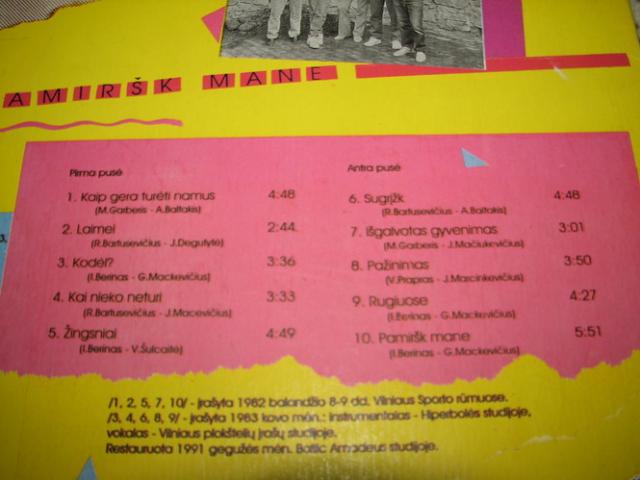 AMIRŠK MANE
Pirma pusė
1. Kaip gera turėti namus 4:48
(M.Garberis - A.Baltakis)
2. Laimei 2:44
(R.Bartusevičius - J.Degutytė)
3. Kodėl? 3:36
(I.Berinas - G.Mackevičius)
4. Kai nieko neturi 3:33
(R.Bartusevičius - J.Macevičius)
5. Žingsniai 4:49
(I.Berinas - V.Šulcaitė)
Antra pusė
6. Sugrįžk 4:48
(R.Bartusevičius - A.Baltakis)
7. Išgalvotas gyvenimas 3:01
(M.Garberis - J.Mačiukevičius)
8. Pažinimas 3:50
(V.Prapras - J.Marcinkevičius)
9. Rugiuose 4:27
(I.Berinas - G.Mackevičius)
10. Pamiršk mane 5:51
(I.Berinas - G.Mackevičius)
/1, 2, 5, 7, 10/ - įrašyta 1982 balandžio 8-9 dd. Vilniaus Sporto rūmuose.
/3, 4, 6, 8, 9/ - įrašyta 1983 kovo mėn.: instrumentalas - Hiperbolės studijoje,
vokalas - Vilniaus plokštelių įrašų studijoje.
Restauruota 1991 gegužės mėn. Baltic Amadeus studijoje.